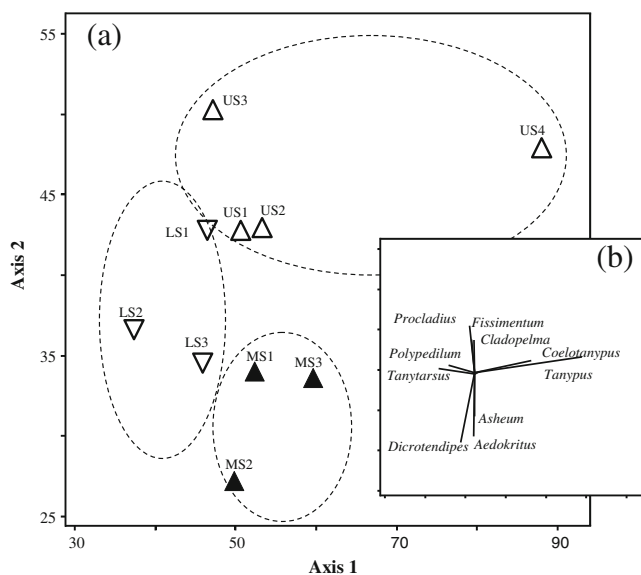 (a)
55
US3
US4
45
US1 US2
LS1
Axis 2
(b)
Procladius Fissimentum
Cladopelma
LS2
LS3
35
MS1
MS3
Polypedilum
Coelotanypus
Tanytarsus
Tanypus
Asheum
Dicrotendipes Aedokritus
MS2
25
30 50 70 90
Axis 1